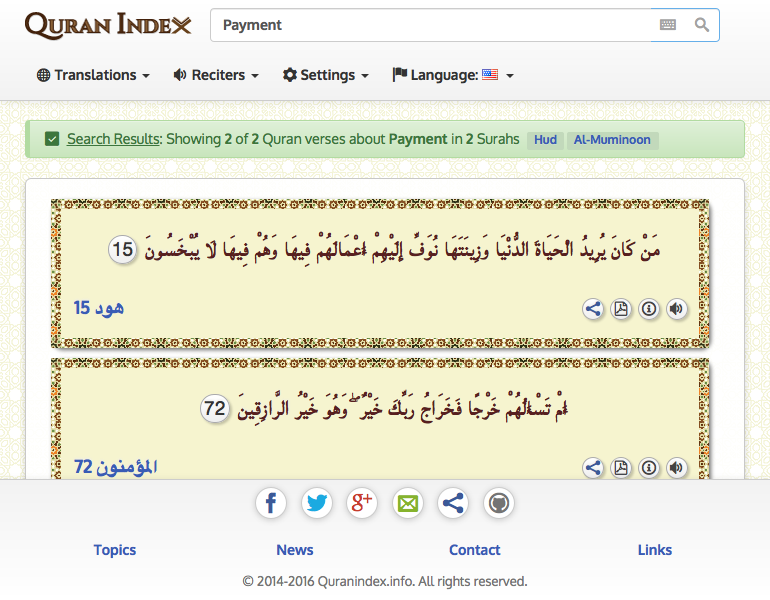 QURAN INDEX
Payment
Translations Reciters Settings Language:
Search Results: Showing 2 of 2 Quran verses about Payment in 2 Surahs Hud Al-Muminoon
مَنْ كَانَ يُرِيدُ الْحَيَاةَ الدُّنْيَا وَزِينَتَهَا نُوَفِّ إِلَيْهِمْ أَعْمَالَهُمْ فِيهَا وَهُمْ فِيهَا لَا يُبْخَسُونَ 15
هود 15
أَمْ تَسْأَلُهُمْ خَرْجًا فَخَرَاجُ رَبِّكَ خَيْرٌ ۖ وَهُوَ خَيْرُ الرَّازِقِينَ 72
المؤمنون 72
f g+
Topics News Contact Links
© 2014-2016 Quranindex.info. All rights reserved.